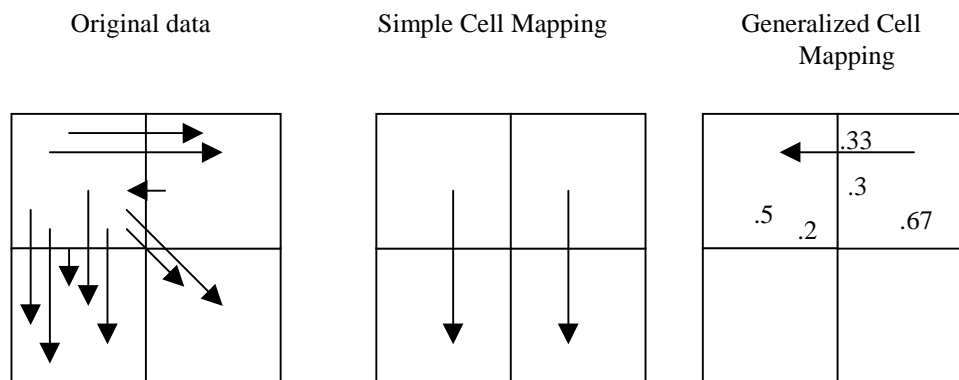 Original data
Simple Cell Mapping
Generalized Cell
Mapping
.33
.3
.5
.2
.67